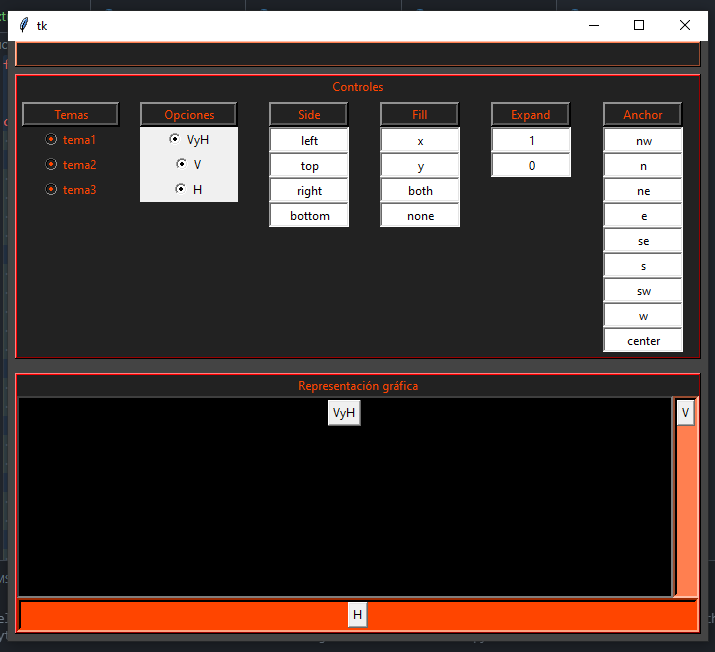 tk
Controles
Temas Opciones Side Fill Expand Anchor
tema1 VyH left x 1 nw
tema2 V top y 0 n
tema3 H right both ne
bottom none e
se
s
sw
w
center
Representación gráfica
VyH V
H